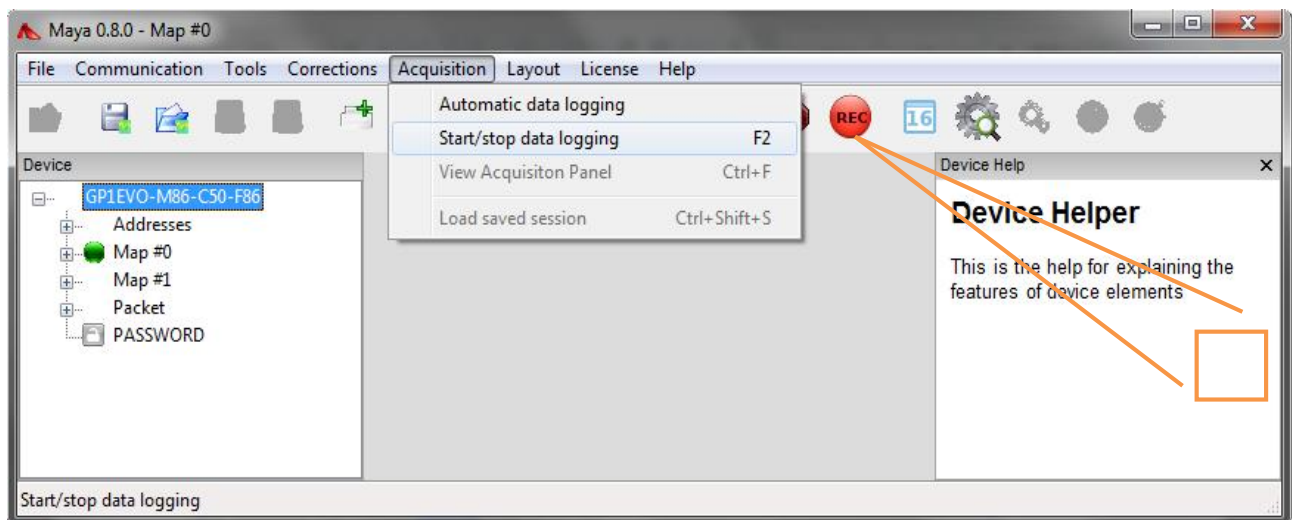 Maya 0.8.0 - Map #0
File Communication Tools Corrections Acquisition Layout License Help
Automatic data logging
Start/stop data logging F2
View Acquisiton Panel Ctrl+F
Load saved session Ctrl+Shift+S
REC
16
Device
GP1EVO-M86-C50-F86
Addresses
Map #0
Map #1
Packet
PASSWORD
Device Help
Device Helper
This is the help for explaining the
features of device elements
Start/stop data logging